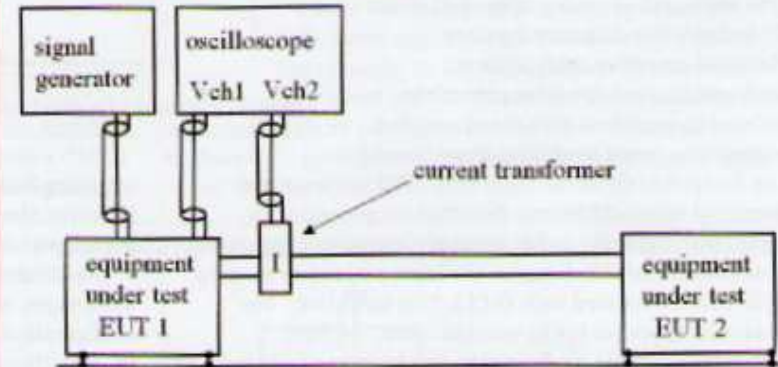 signal
generator
oscilloscope
Vch1 Vch2
current transformer
I
equipment
under test
EUT 1
equipment
under test
EUT 2